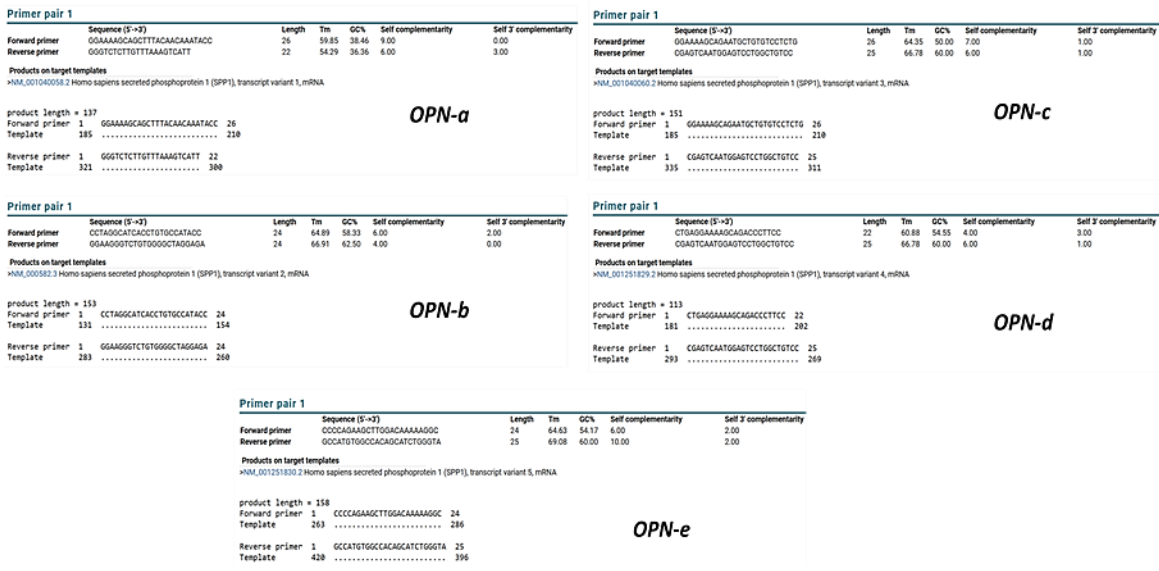 Primer pair 1
Sequence (5'->3') Length Tm GC% Self complementarity Self 3' complementarity
Forward primer GGAAAAGCAGCTTTACAACAAATACC 26 59.85 38.46 9.00 0.00
Reverse primer GGGTCTCTTGTTTAAAGTCATT 22 54.29 36.36 6.00 3.00
Products on target templates
>NM_001040058.2 Homo sapiens secreted phosphoprotein 1 (SPP1), transcript variant 1, mRNA
OPN-a
product length = 137
Forward primer 1 GGAAAAGCAGCTTTACAACAAATACC 26
Template 185 .......................... 210
Reverse primer 1 GGGTCTCTTGTTTAAAGTCATT 22
Template 321 ...................... 300
Primer pair 1
Sequence (5'->3') Length Tm GC% Self complementarity Self 3' complementarity
Forward primer GGAAAAGCAGAATGCTGTGTCCTCTG 26 64.35 50.00 7.00 1.00
Reverse primer CGAGTCAATGGAGTCCTGGCTGTCC 25 66.78 60.00 6.00 1.00
Products on target templates
>NM_001040060.2 Homo sapiens secreted phosphoprotein 1 (SPP1), transcript variant 3, mRNA
OPN-c
product length = 151
Forward primer 1 GGAAAAGCAGAATGCTGTGTCCTCTG 26
Template 185 .......................... 210
Reverse primer 1 CGAGTCAATGGAGTCCTGGCTGTCC 25
Template 335 ......................... 311
Primer pair 1
Sequence (5'->3') Length Tm GC% Self complementarity Self 3' complementarity
Forward primer CCTAGGCATCACCTGTGCCATACC 24 64.89 58.33 6.00 2.00
Reverse primer GGAAGGGTCTGTGGGGCTAGGAGA 24 66.91 62.50 4.00 0.00
Products on target templates
>NM_000582.3 Homo sapiens secreted phosphoprotein 1 (SPP1), transcript variant 2, mRNA
OPN-b
product length = 153
Forward primer 1 CCTAGGCATCACCTGTGCCATACC 24
Template 131 ........................ 154
Reverse primer 1 GGAAGGGTCTGTGGGGCTAGGAGA 24
Template 283 ........................ 260
Primer pair 1
Sequence (5'->3') Length Tm GC% Self complementarity Self 3' complementarity
Forward primer CTGAGGAAAAGCAGACCCTTCC 22 60.88 54.55 4.00 3.00
Reverse primer CGAGTCAATGGAGTCCTGGCTGTCC 25 66.78 60.00 6.00 1.00
Products on target templates
>NM_001251829.2 Homo sapiens secreted phosphoprotein 1 (SPP1), transcript variant 4, mRNA
OPN-d
product length = 113
Forward primer 1 CTGAGGAAAAGCAGACCCTTCC 22
Template 181 ...................... 202
Reverse primer 1 CGAGTCAATGGAGTCCTGGCTGTCC 25
Template 293 ......................... 269
Primer pair 1
Sequence (5'->3') Length Tm GC% Self complementarity Self 3' complementarity
Forward primer CCCCAGAAGCTTGGACAAAAAGGC 24 64.63 54.17 6.00 2.00
Reverse primer GCCATGTGGCCACAGCATCTGGGTA 25 69.08 60.00 10.00 2.00
Products on target templates
>NM_001251830.2 Homo sapiens secreted phosphoprotein 1 (SPP1), transcript variant 5, mRNA
product length = 158
Forward primer 1 CCCCAGAAGCTTGGACAAAAAGGC 24
Template 263 ........................ 286
OPN-e
Reverse primer 1 GCCATGTGGCCACAGCATCTGGGTA 25
Template 420 ......................... 396